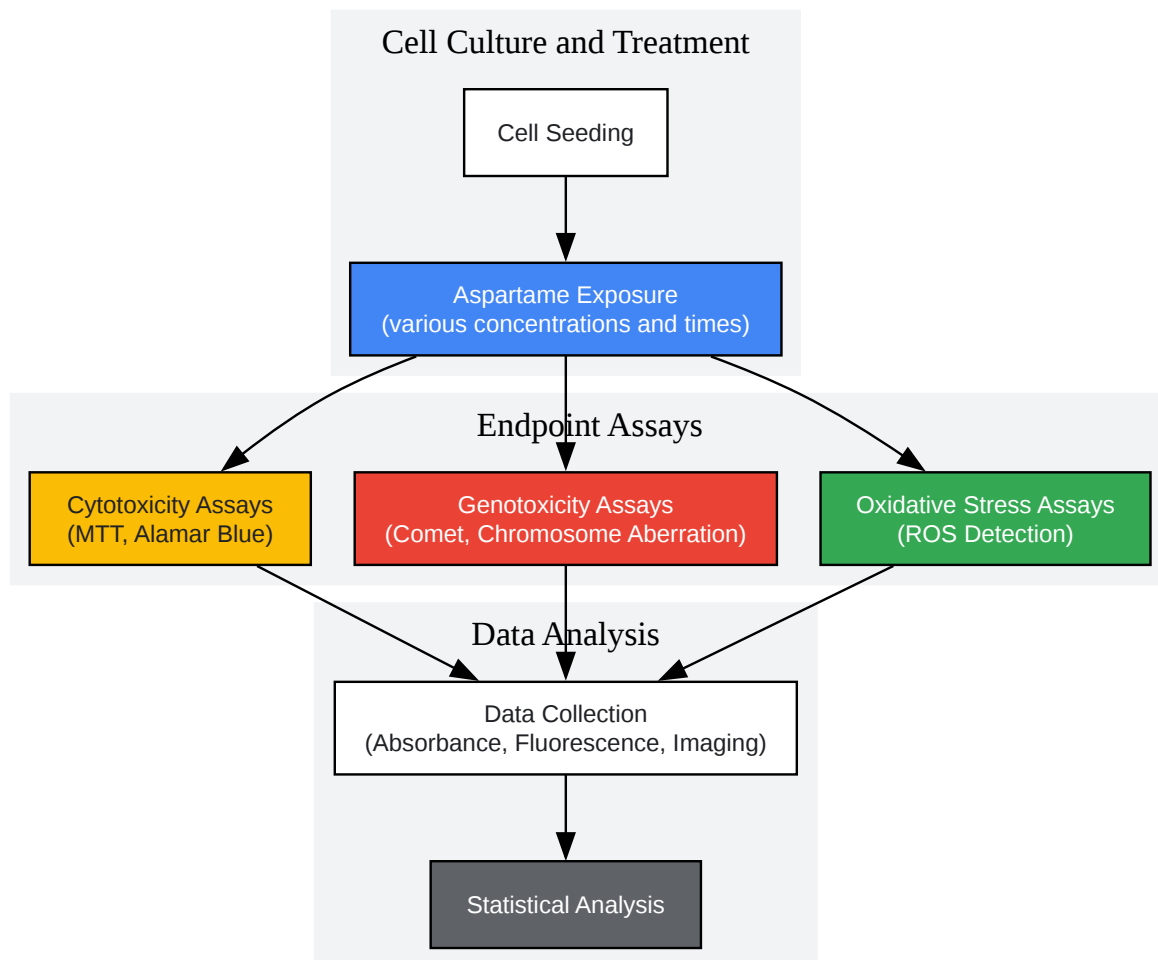 Cell Culture and Treatment
Cell Seeding
Aspartame Exposure
(various concentrations and times)
Endpoint Assays
Cytotoxicity Assays
(MTT, Alamar Blue)
Genotoxicity Assays
(Comet, Chromosome Aberration)
Oxidative Stress Assays
(ROS Detection)
Data Analysis
Data Collection
(Absorbance, Fluorescence, Imaging)
Statistical Analysis